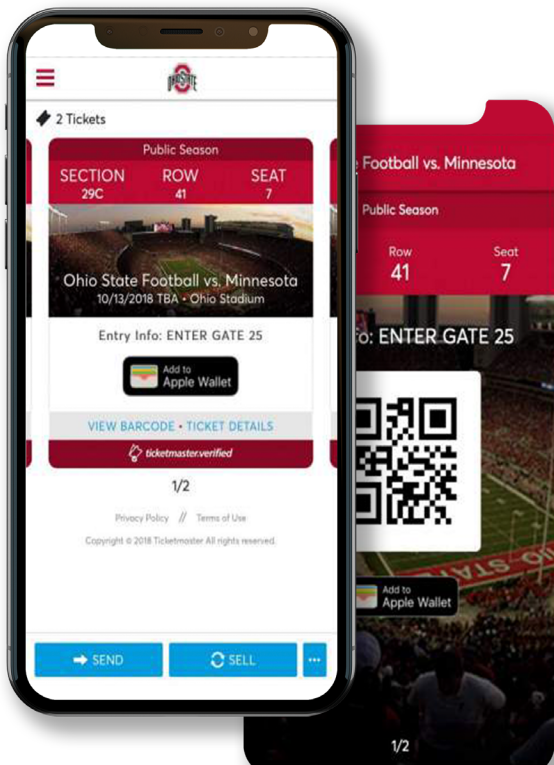 OHIO STATE
2 Tickets
Public Season
SECTION ROW SEAT
29C 41 7
Ohio State Football vs. Minnesota
10/13/2018 TBA • Ohio Stadium
Entry Info: ENTER GATE 25
Add to
Apple Wallet
VIEW BARCODE • TICKET DETAILS
ticketmaster.verified
1/2
Privacy Policy // Terms of Use
Copyright © 2018 Ticketmaster All rights reserved.
SEND SELL ...
Football vs. Minnesota
Public Season
Row Seat
41 7
fo: ENTER GATE 25
Add to
Apple Wallet
1/2